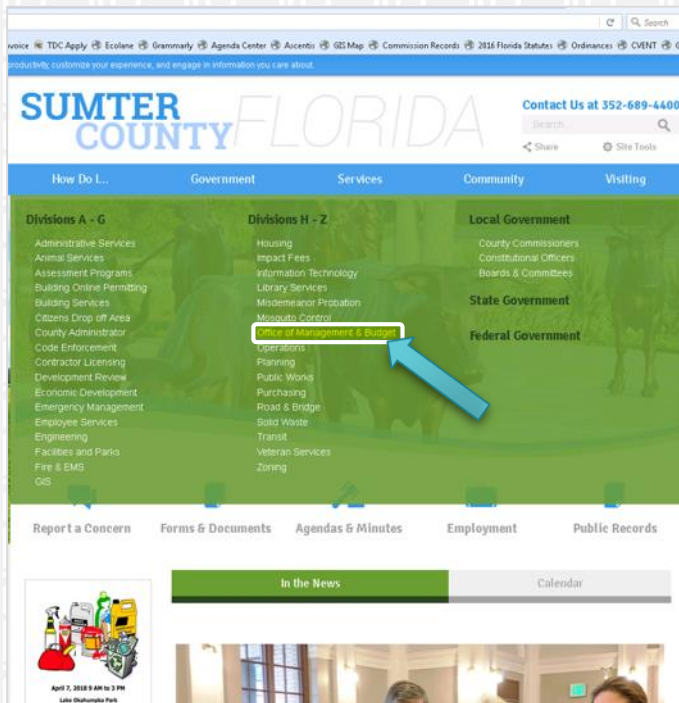 Search
voice TDC Apply Ecolane Grammarly Agenda Center Ascentis GIS Map Commission Records 2016 Florida Statutes Ordinances CVENT
productivity, customize your experience, and engage in information you care about.
SUMTER COUNTY FLORIDA
Contact Us at 352-689-4400
Search
Share Site Tools
How Do I... Government Services Community Visiting
Divisions A - G
Administrative Services
Animal Services
Assessment Programs
Building Online Permitting
Building Services
Citizens Drop off Area
County Administrator
Code Enforcement
Contractor Licensing
Development Review
Economic Development
Emergency Management
Employee Services
Engineering
Facilities and Parks
Fire & EMS
GIS
Divisions H - Z
Housing
Impact Fees
Information Technology
Library Services
Misdemeanor Probation
Mosquito Control
Office of Management & Budget
Operations
Planning
Public Works
Purchasing
Road & Bridge
Solid Waste
Transit
Veteran Services
Zoning
Local Government
County Commissioners
Constitutional Officers
Boards & Committees
State Government
Federal Government
Report a Concern Forms & Documents Agendas & Minutes Employment Public Records
In the News Calendar
April 7, 2018 9 AM to 3 PM
Lake Okahumpka Park